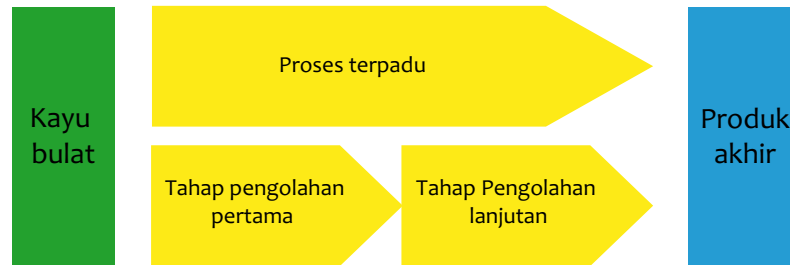 Kayu
bulat
Proses terpadu
Tahap pengolahan
pertama
Tahap Pengolahan
lanjutan
Produk
akhir